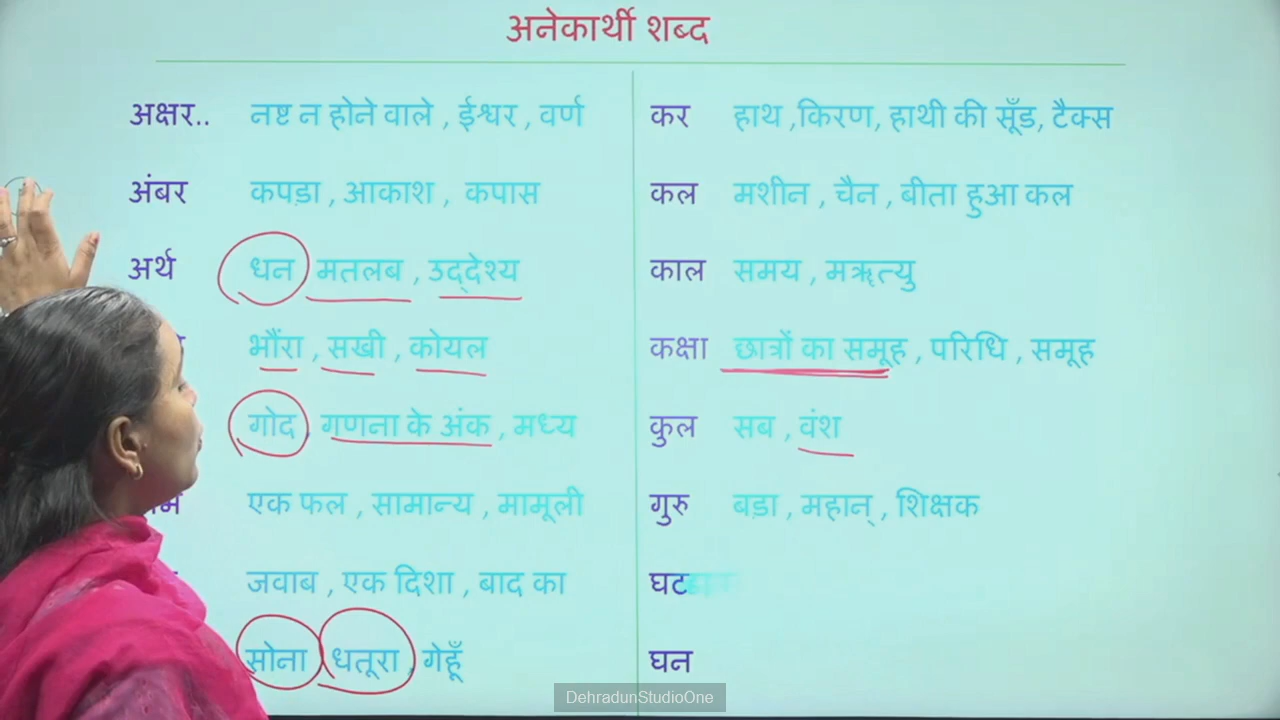 अनेकार्थी शब्द
अक्षर.. नष्ट न होने वाले , ईश्वर , वर्ण
अंबर कपड़ा , आकाश , कपास
अर्थ धन मतलब , उद्देश्य
भौंरा , सखी , कोयल
गोद , गणना के अंक , मध्य
एक फल , सामान्य , मामूली
जवाब , एक दिशा , बाद का
सोना धतूरा , गेहूँ
कर हाथ ,किरण, हाथी की सूँड, टैक्स
कल मशीन , चैन , बीता हुआ कल
काल समय , मॠत्यु
कक्षा छात्रों का समूह , परिधि , समूह
कुल सब , वंश
गुरु बड़ा , महान् , शिक्षक
घट
घन
DehradunStudioOne